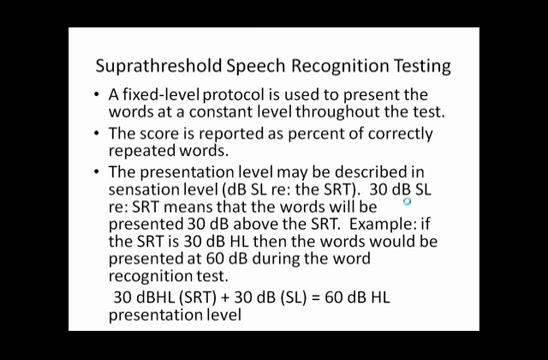 Suprathreshold Speech Recognition Testing
• A fixed-level protocol is used to present the
words at a constant level throughout the test.
• The score is reported as percent of correctly
repeated words.
• The presentation level may be described in
sensation level (dB SL re: the SRT).  30 dB SL
re: SRT means that the words will be
presented 30 dB above the SRT.  Example: if
the SRT is 30 dB HL then the words would be
presented at 60 dB during the word
recognition test.
30 dBHL (SRT) + 30 dB (SL) = 60 dB HL
presentation level